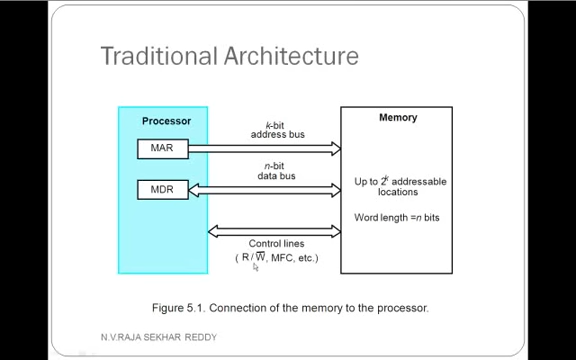 Traditional Architecture
Processor
MAR
MDR
k-bit
address bus
n-bit
data bus
Control lines
( R / W̅, MFC, etc.)
Memory
Up to 2ᵏ addressable
locations
Word length =n bits
Figure 5.1. Connection of the memory to the processor.
N.V.RAJA SEKHAR REDDY